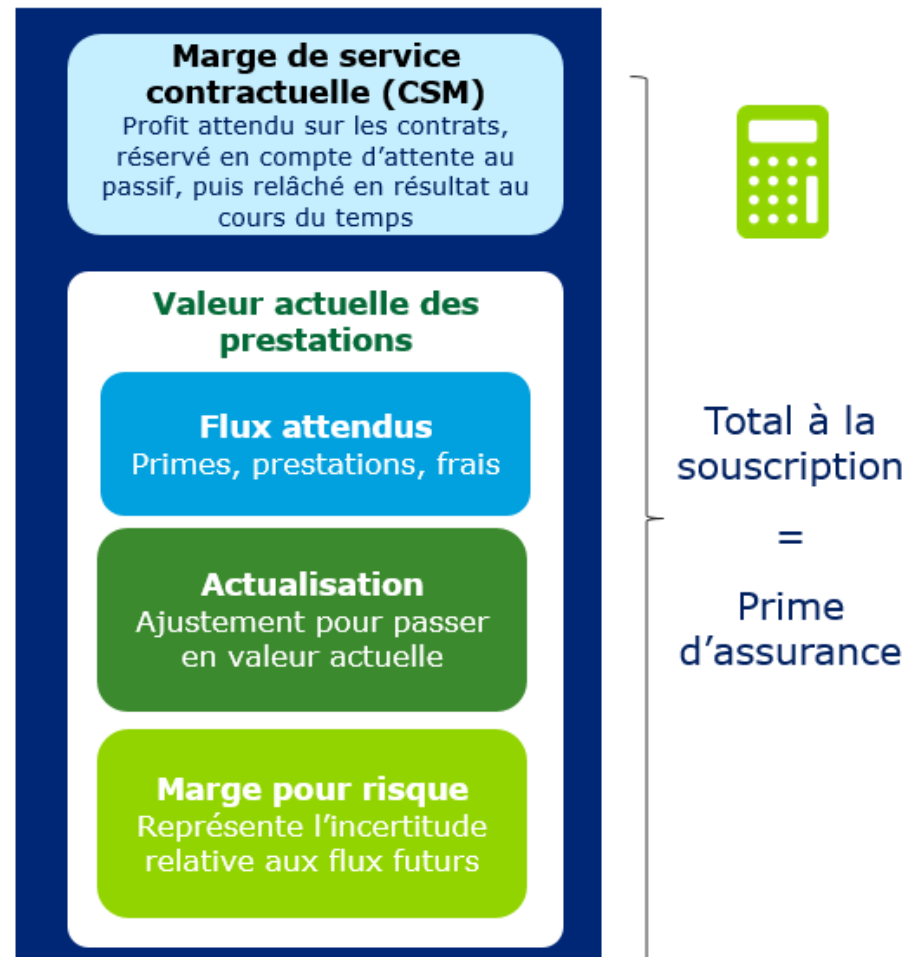 Marge de service
contractuelle (CSM)
Profit attendu sur les contrats,
réservé en compte d’attente au
passif, puis relâché en résultat au
cours du temps
Valeur actuelle des
prestations
Flux attendus
Primes, prestations, frais
Actualisation
Ajustement pour passer
en valeur actuelle
Marge pour risque
Représente l’incertitude
relative aux flux futurs
Total à la
souscription
=
Prime
d’assurance